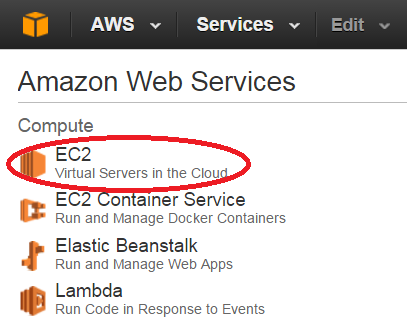 AWS Services Edit
Amazon Web Services
Compute
EC2
Virtual Servers in the Cloud
EC2 Container Service
Run and Manage Docker Containers
Elastic Beanstalk
Run and Manage Web Apps
Lambda
Run Code in Response to Events